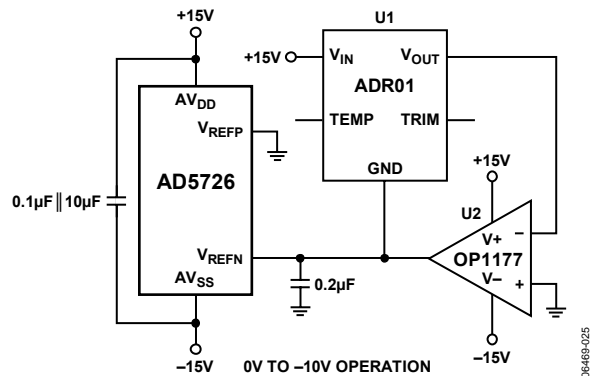 +15V
U1
+15V
VIN
VOUT
ADR01
AVDD
VREFP
TEMP
TRIM
GND
+15V
AD5726
0.1µF||10µF
U2
V+
–
OP1177
VREFN
V–
+
AVSS
0.2µF
–15V
–15V
0V TO –10V OPERATION
06469-025